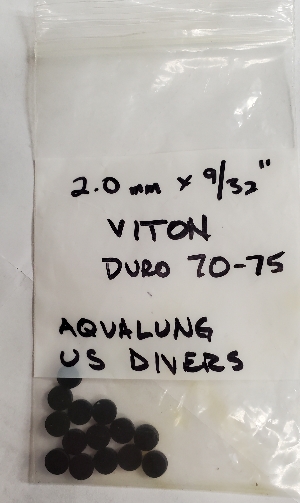 2.0 mm x 9/32"
VITON
DURO 70-75
AQUALUNG
US DIVERS